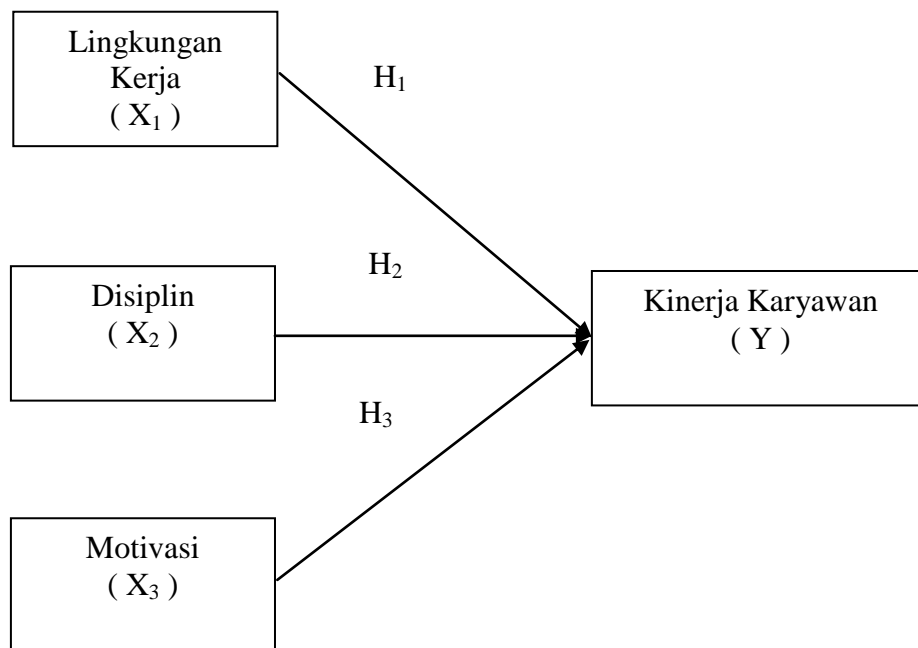 Lingkungan
Kerja
( X₁ )
H₁
H₂
Disiplin
( X₂ )
Kinerja Karyawan
( Y )
H₃
Motivasi
( X₃ )